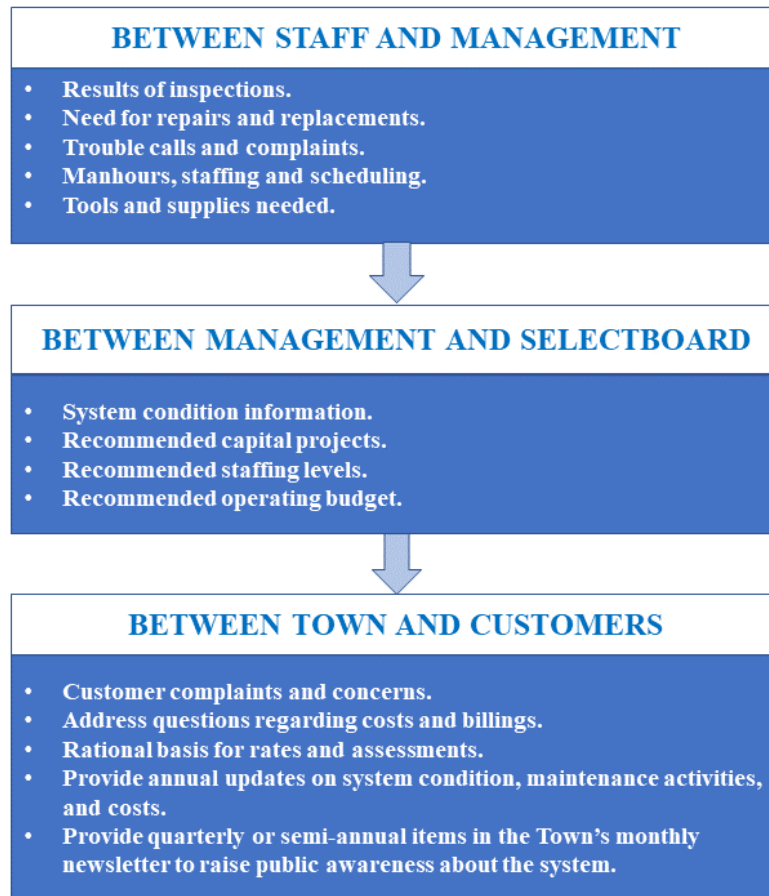 BETWEEN STAFF AND MANAGEMENT
• Results of inspections.
• Need for repairs and replacements.
• Trouble calls and complaints.
• Manhours, staffing and scheduling.
• Tools and supplies needed.
BETWEEN MANAGEMENT AND SELECTBOARD
• System condition information.
• Recommended capital projects.
• Recommended staffing levels.
• Recommended operating budget.
BETWEEN TOWN AND CUSTOMERS
• Customer complaints and concerns.
• Address questions regarding costs and billings.
• Rational basis for rates and assessments.
• Provide annual updates on system condition, maintenance activities,
and costs.
• Provide quarterly or semi-annual items in the Town’s monthly
newsletter to raise public awareness about the system.